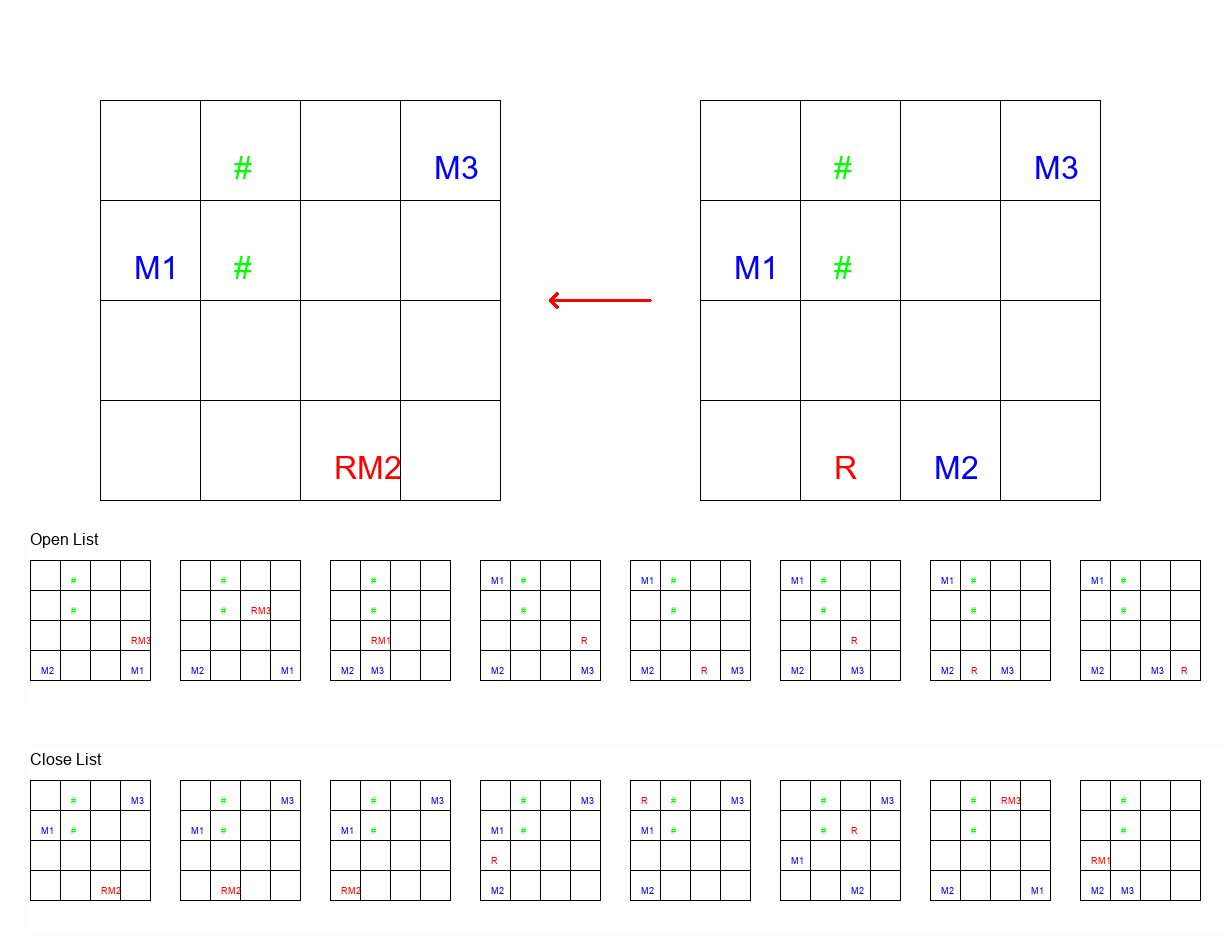 # M3 # M3
M1 # M1 #
RM2 R M2
Open List
# # # M1 # M1 # M1 # M1 # M1 #
# # RM3 # # # # # #
RM3 RM1 R R
M2 M1 M2 M1 M2 M3 M2 M3 M2 R M3 M2 M3 M2 R M3 M2 M3 R
Close List
# M3 # M3 # M3 # M3 R # M3 # M3 # RM3 #
M1 # M1 # M1 # M1 # M1 # # R # #
R M1 RM1
RM2 RM2 RM2 M2 M2 M2 M2 M1 M2 M3